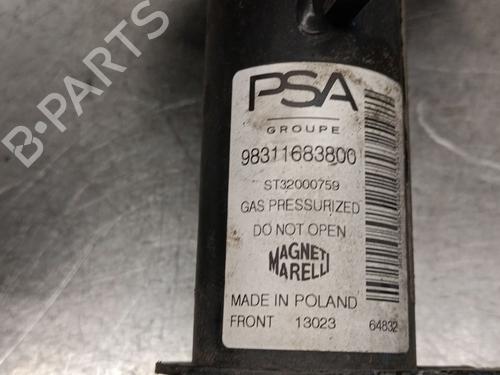 B-PARTS
PSA
GROUPE
98311683800
ST32000759
GAS PRESSURIZED
DO NOT OPEN
MAGNETI
MARELLI
MADE IN POLAND
FRONT 13023 64832